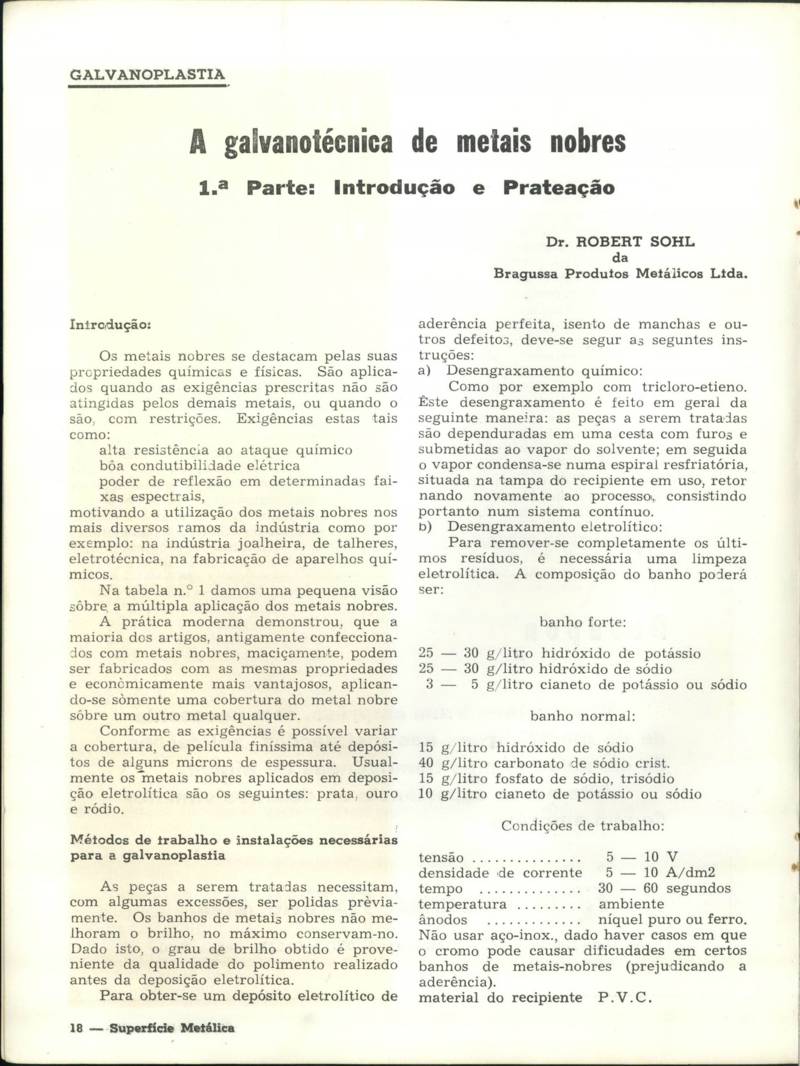 GALVANOPLASTIA
A galvanotécnica de metais nobres
1.ª Parte: Introdução e Prateação
Dr. ROBERT SOHL
da
Bragussa Produtos Metálicos Ltda.
Introdução:
Os metais nobres se destacam pelas suas
propriedades químicas e físicas. São aplica-
dos quando as exigências prescritas não são
atingidas pelos demais metais, ou quando o
são, com restrições. Exigências estas tais
como:
alta resistência ao ataque químico
bôa condutibilidade elétrica
poder de reflexão em determinadas fai-
xas espectrais,
motivando a utilização dos metais nobres nos
mais diversos ramos da indústria como por
exemplo: na indústria joalheira, de talheres,
eletrotécnica, na fabricação de aparelhos quí-
micos.
Na tabela n.° 1 damos uma pequena visão
sôbre a múltipla aplicação dos metais nobres.
A prática moderna demonstrou, que a
maioria dos artigos, antigamente confecciona-
dos com metais nobres, maciçamente, podem
ser fabricados com as mesmas propriedades
e econòmicamente mais vantajosos, aplican-
do-se sòmente uma cobertura do metal nobre
sôbre um outro metal qualquer.
Conforme as exigências é possível variar
a cobertura, de película finíssima até depósi-
tos de alguns microns de espessura. Usual-
mente os metais nobres aplicados em deposi-
ção eletrolítica são os seguintes: prata, ouro
e ródio.
Métodos de trabalho e instalações necessárias
para a galvanoplastia
As peças a serem tratadas necessitam,
com algumas excessões, ser polidas prèvia-
mente. Os banhos de metais nobres não me-
lhoram o brilho, no máximo conservam-no.
Dado isto, o grau de brilho obtido é prove-
niente da qualidade do polimento realizado
antes da deposição eletrolítica.
Para obter-se um depósito eletrolítico de
aderência perfeita, isento de manchas e ou-
tros defeitos, deve-se segur as seguntes ins-
truções:
a) Desengraxamento químico:
Como por exemplo com tricloro-etieno.
Êste desengraxamento é feito em geral da
seguinte maneira: as peças a serem tratadas
são dependuradas em uma cesta com furos e
submetidas ao vapor do solvente; em seguida
o vapor condensa-se numa espiral resfriatória,
situada na tampa do recipiente em uso, retor
nando novamente ao processo, consistindo
portanto num sistema contínuo.
b) Desengraxamento eletrolítico:
Para remover-se completamente os últi-
mos resíduos, é necessária uma limpeza
eletrolítica. A composição do banho poderá
ser:
banho forte:
25 — 30 g/litro hidróxido de potássio
25 — 30 g/litro hidróxido de sódio
3 — 5 g/litro cianeto de potássio ou sódio
banho normal:
15 g/litro hidróxido de sódio
40 g/litro carbonato de sódio crist.
15 g/litro fosfato de sódio, trisódio
10 g/litro cianeto de potássio ou sódio
Condições de trabalho:
tensão ............... 5 — 10 V
densidade de corrente 5 — 10 A/dm2
tempo .............. 30 — 60 segundos
temperatura ......... ambiente
ânodos ............. níquel puro ou ferro.
Não usar aço-inox., dado haver casos em que
o cromo pode causar dificudades em certos
banhos de metais-nobres (prejudicando a
aderência).
material do recipiente P.V.C.
18 — Superfície Metálica